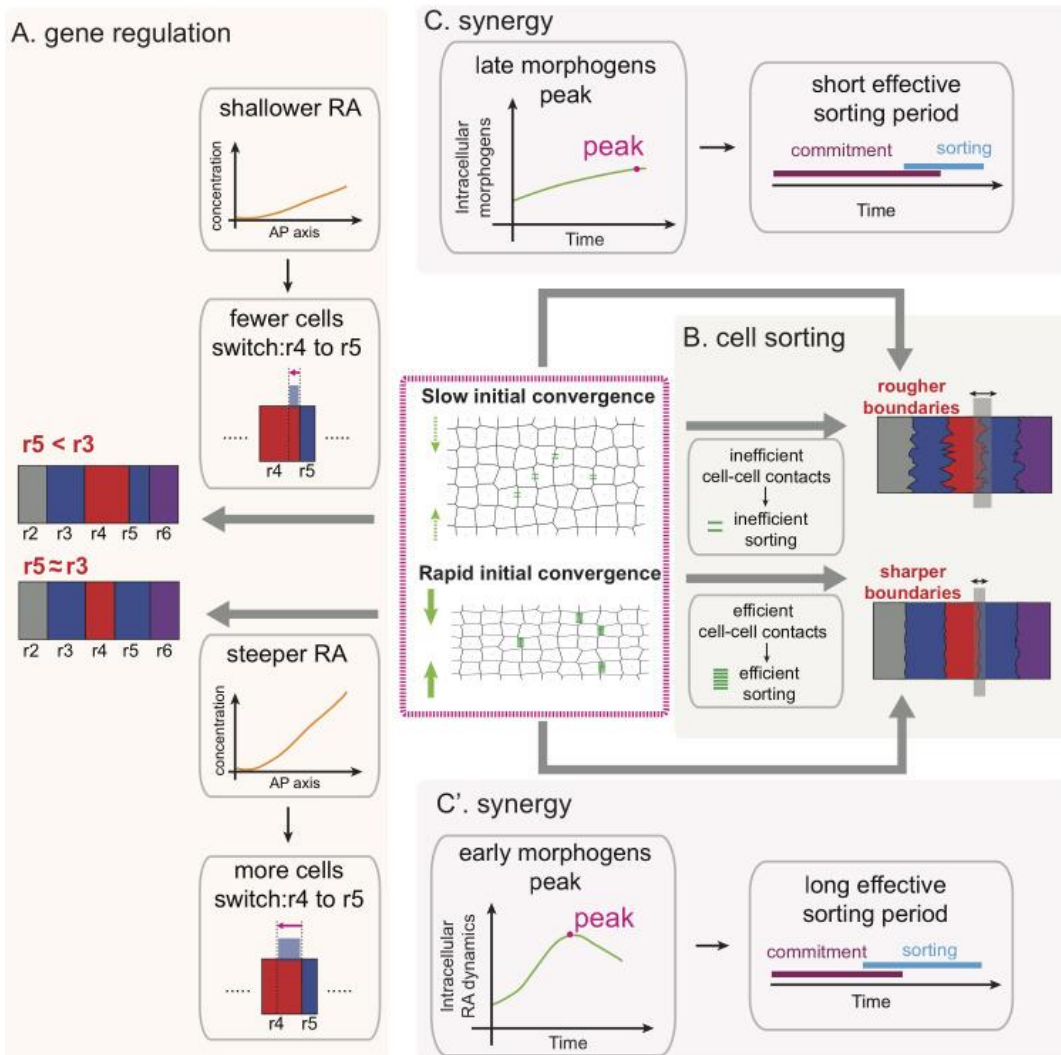 A. gene regulation
shallower RA
concentration
AP axis
fewer cells
switch:r4 to r5
r4 r5
r5 < r3
r2 r3 r4 r5 r6
r5 ≈ r3
r2 r3 r4 r5 r6
steeper RA
concentration
AP axis
more cells
switch:r4 to r5
r4 r5
C. synergy
late morphogens
peak
Intracellular
morphogens
peak
Time
short effective
sorting period
commitment sorting
Time
Slow initial convergence
Rapid initial convergence
B. cell sorting
rougher
boundaries
inefficient
cell-cell contacts
inefficient
sorting
sharper
boundaries
efficient
cell-cell contacts
efficient
sorting
C'. synergy
early morphogens
peak
Intracellular
RA dynamics
peak
Time
long effective
sorting period
commitment sorting
Time